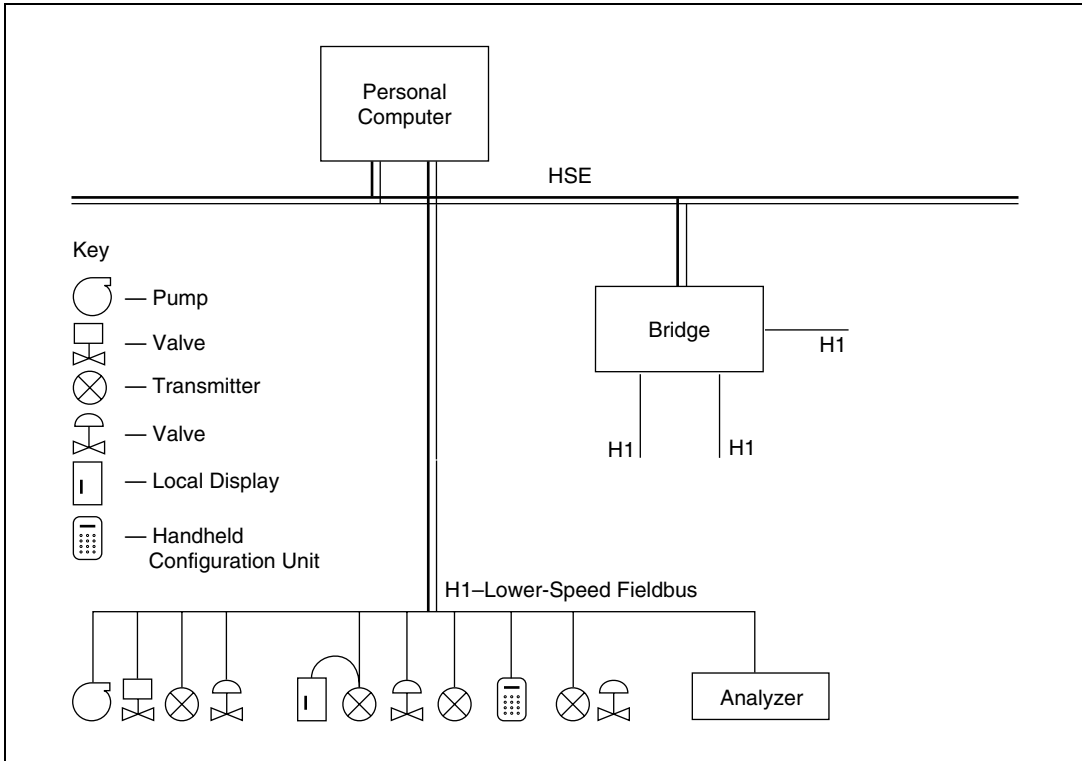 Personal
Computer
HSE
Key
— Pump
— Valve
— Transmitter
— Valve
— Local Display
— Handheld
Configuration Unit
Bridge
H1
H1
H1
H1–Lower-Speed Fieldbus
Analyzer